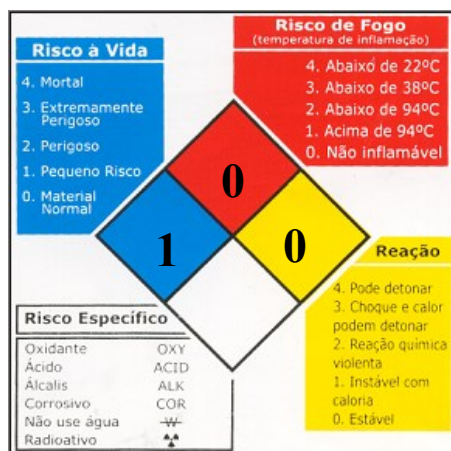 Risco à Vida
4. Mortal
3. Extremamente
Perigoso
2. Perigoso
1. Pequeno Risco
0. Material
Normal
Risco de Fogo
(temperatura de inflamação)
4. Abaixo de 22ºC
3. Abaixo de 38ºC
2. Abaixo de 94ºC
1. Acima de 94ºC
0. Não inflamável
0
1
0
Reação
4. Pode detonar
3. Choque e calor
podem detonar
2. Reação química
violenta
1. Instável com
caloria
0. Estável
Risco Específico
Oxidante OXY
Ácido ACID
Álcalis ALK
Corrosivo COR
Não use água W
Radioativo